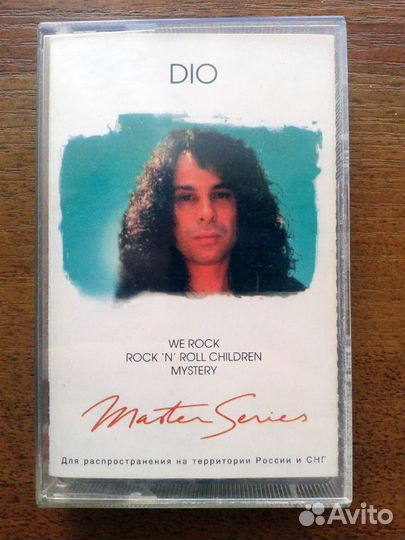 DIO
WE ROCK
ROCK 'N' ROLL CHILDREN
MYSTERY
Master Series
Для распространения на территории России и СНГ
Avito